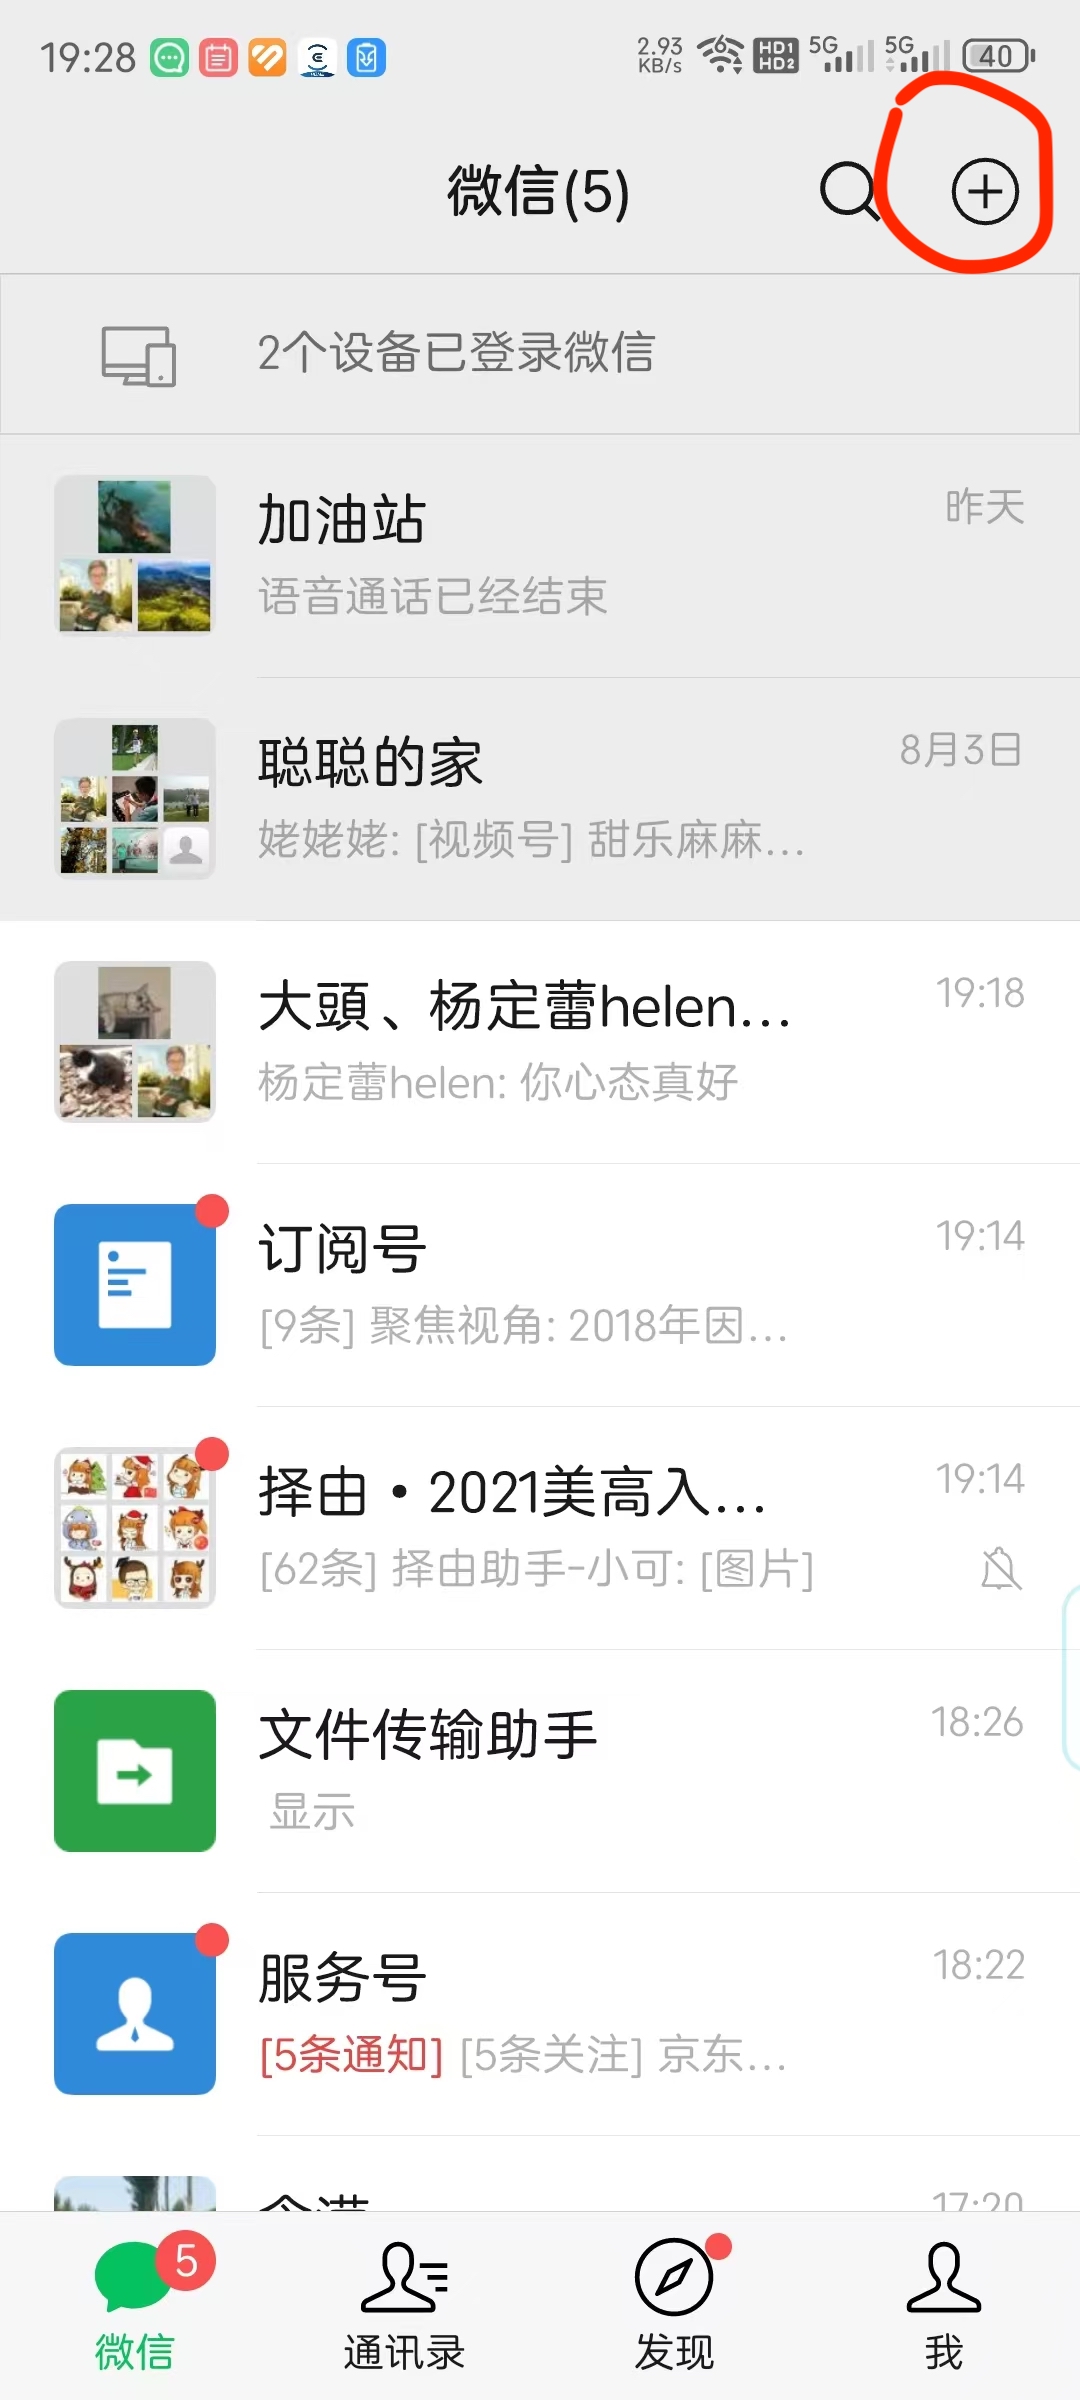 19:28
2.93
KB/s
6
HD1
HD2
5G
5G
40
微信(5)
2个设备已登录微信
加油站
昨天
语音通话已经结束
聪聪的家
8月3日
姥姥姥: [视频号] 甜乐麻麻...
大頭、杨定蕾helen...
19:18
杨定蕾helen: 你心态真好
订阅号
19:14
[9条] 聚焦视角: 2018年因...
择由·2021美高入...
19:14
[62条] 择由助手-小可: [图片]
文件传输助手
18:26
显示
服务号
18:22
[5条通知] [5条关注] 京东...
17:20
5
微信
通讯录
发现
我